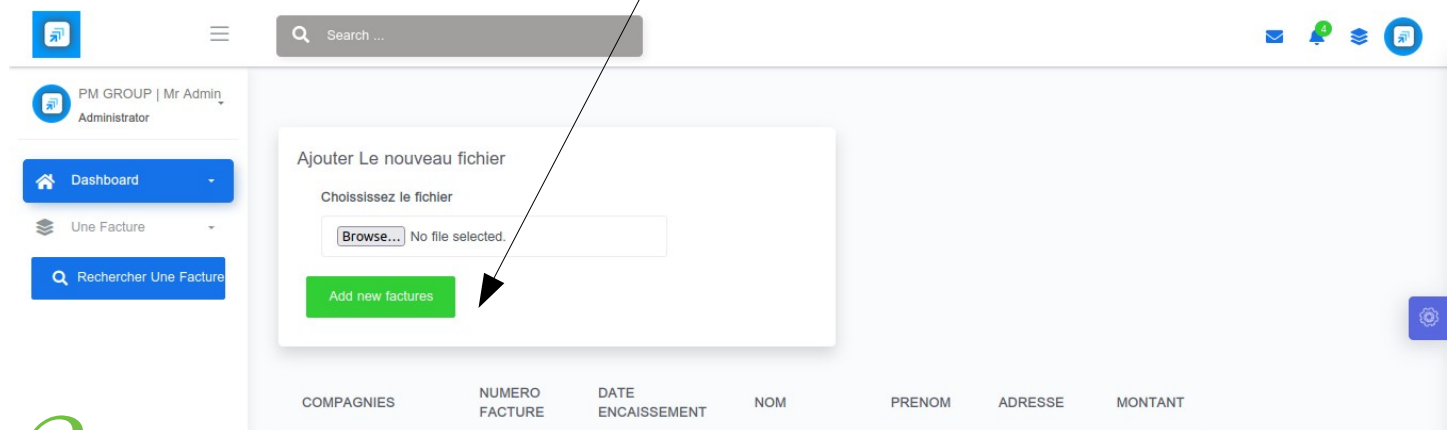 Search ...
4
PM GROUP | Mr Admin
Administrator
Dashboard
Une Facture
Rechercher Une Facture
Ajouter Le nouveau fichier
Choississez le fichier
Browse... No file selected.
Add new factures
COMPAGNIES NUMERO FACTURE DATE ENCAISSEMENT NOM PRENOM ADRESSE MONTANT